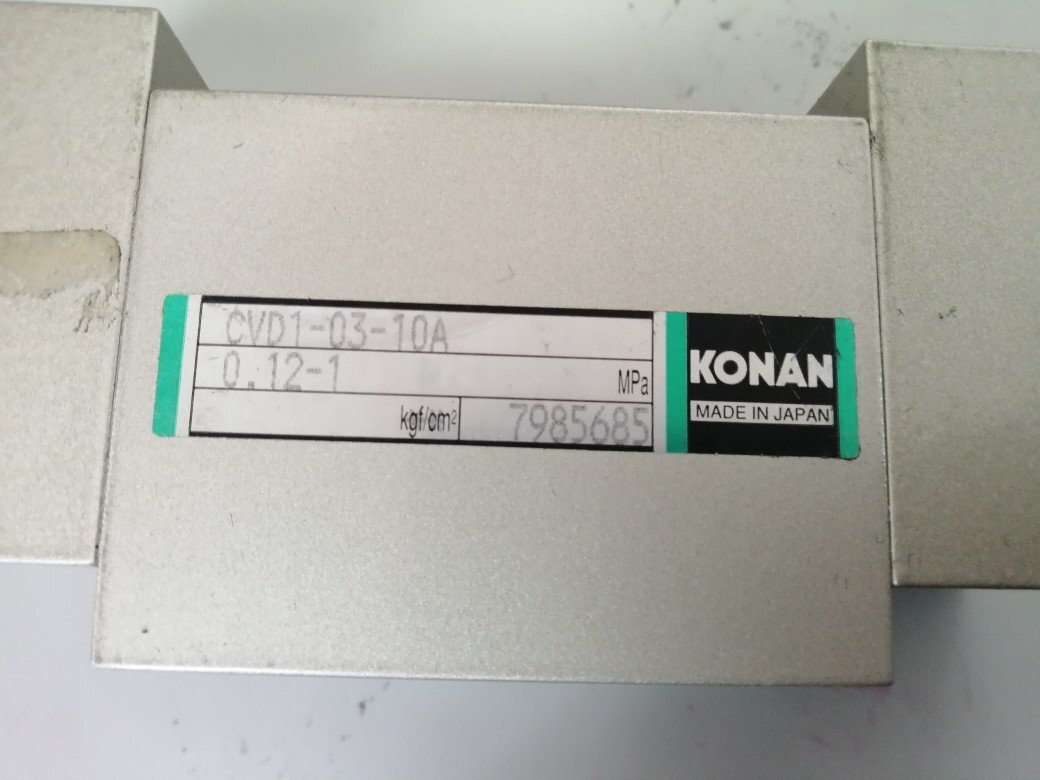 CVD1-03-10A
0.12-1 MPa
kgf/cm² 7985685
KONAN
MADE IN JAPAN